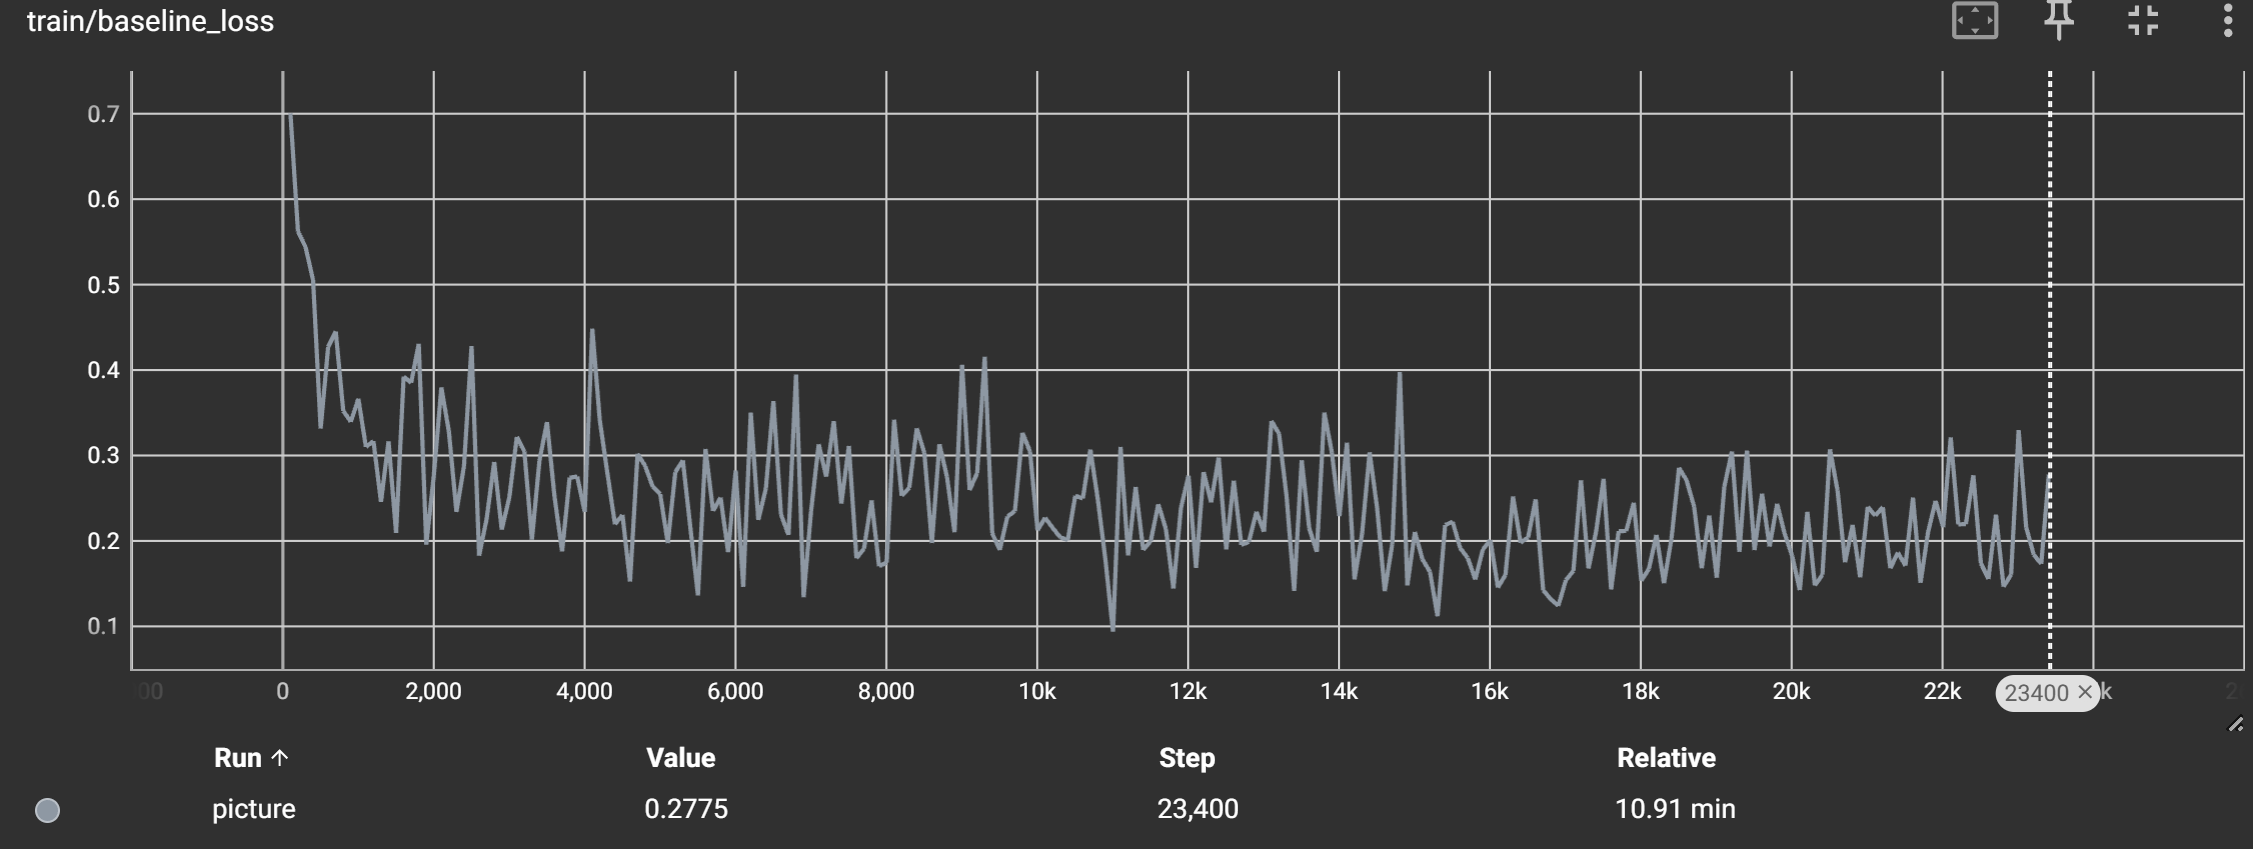 train/baseline_loss
0.7
0.6
0.5
0.4
0.3
0.2
0.1
00 0 2,000 4,000 6,000 8,000 10k 12k 14k 16k 18k 20k 22k 23400 × k 2
Run ↑ Value Step Relative
picture 0.2775 23,400 10.91 min